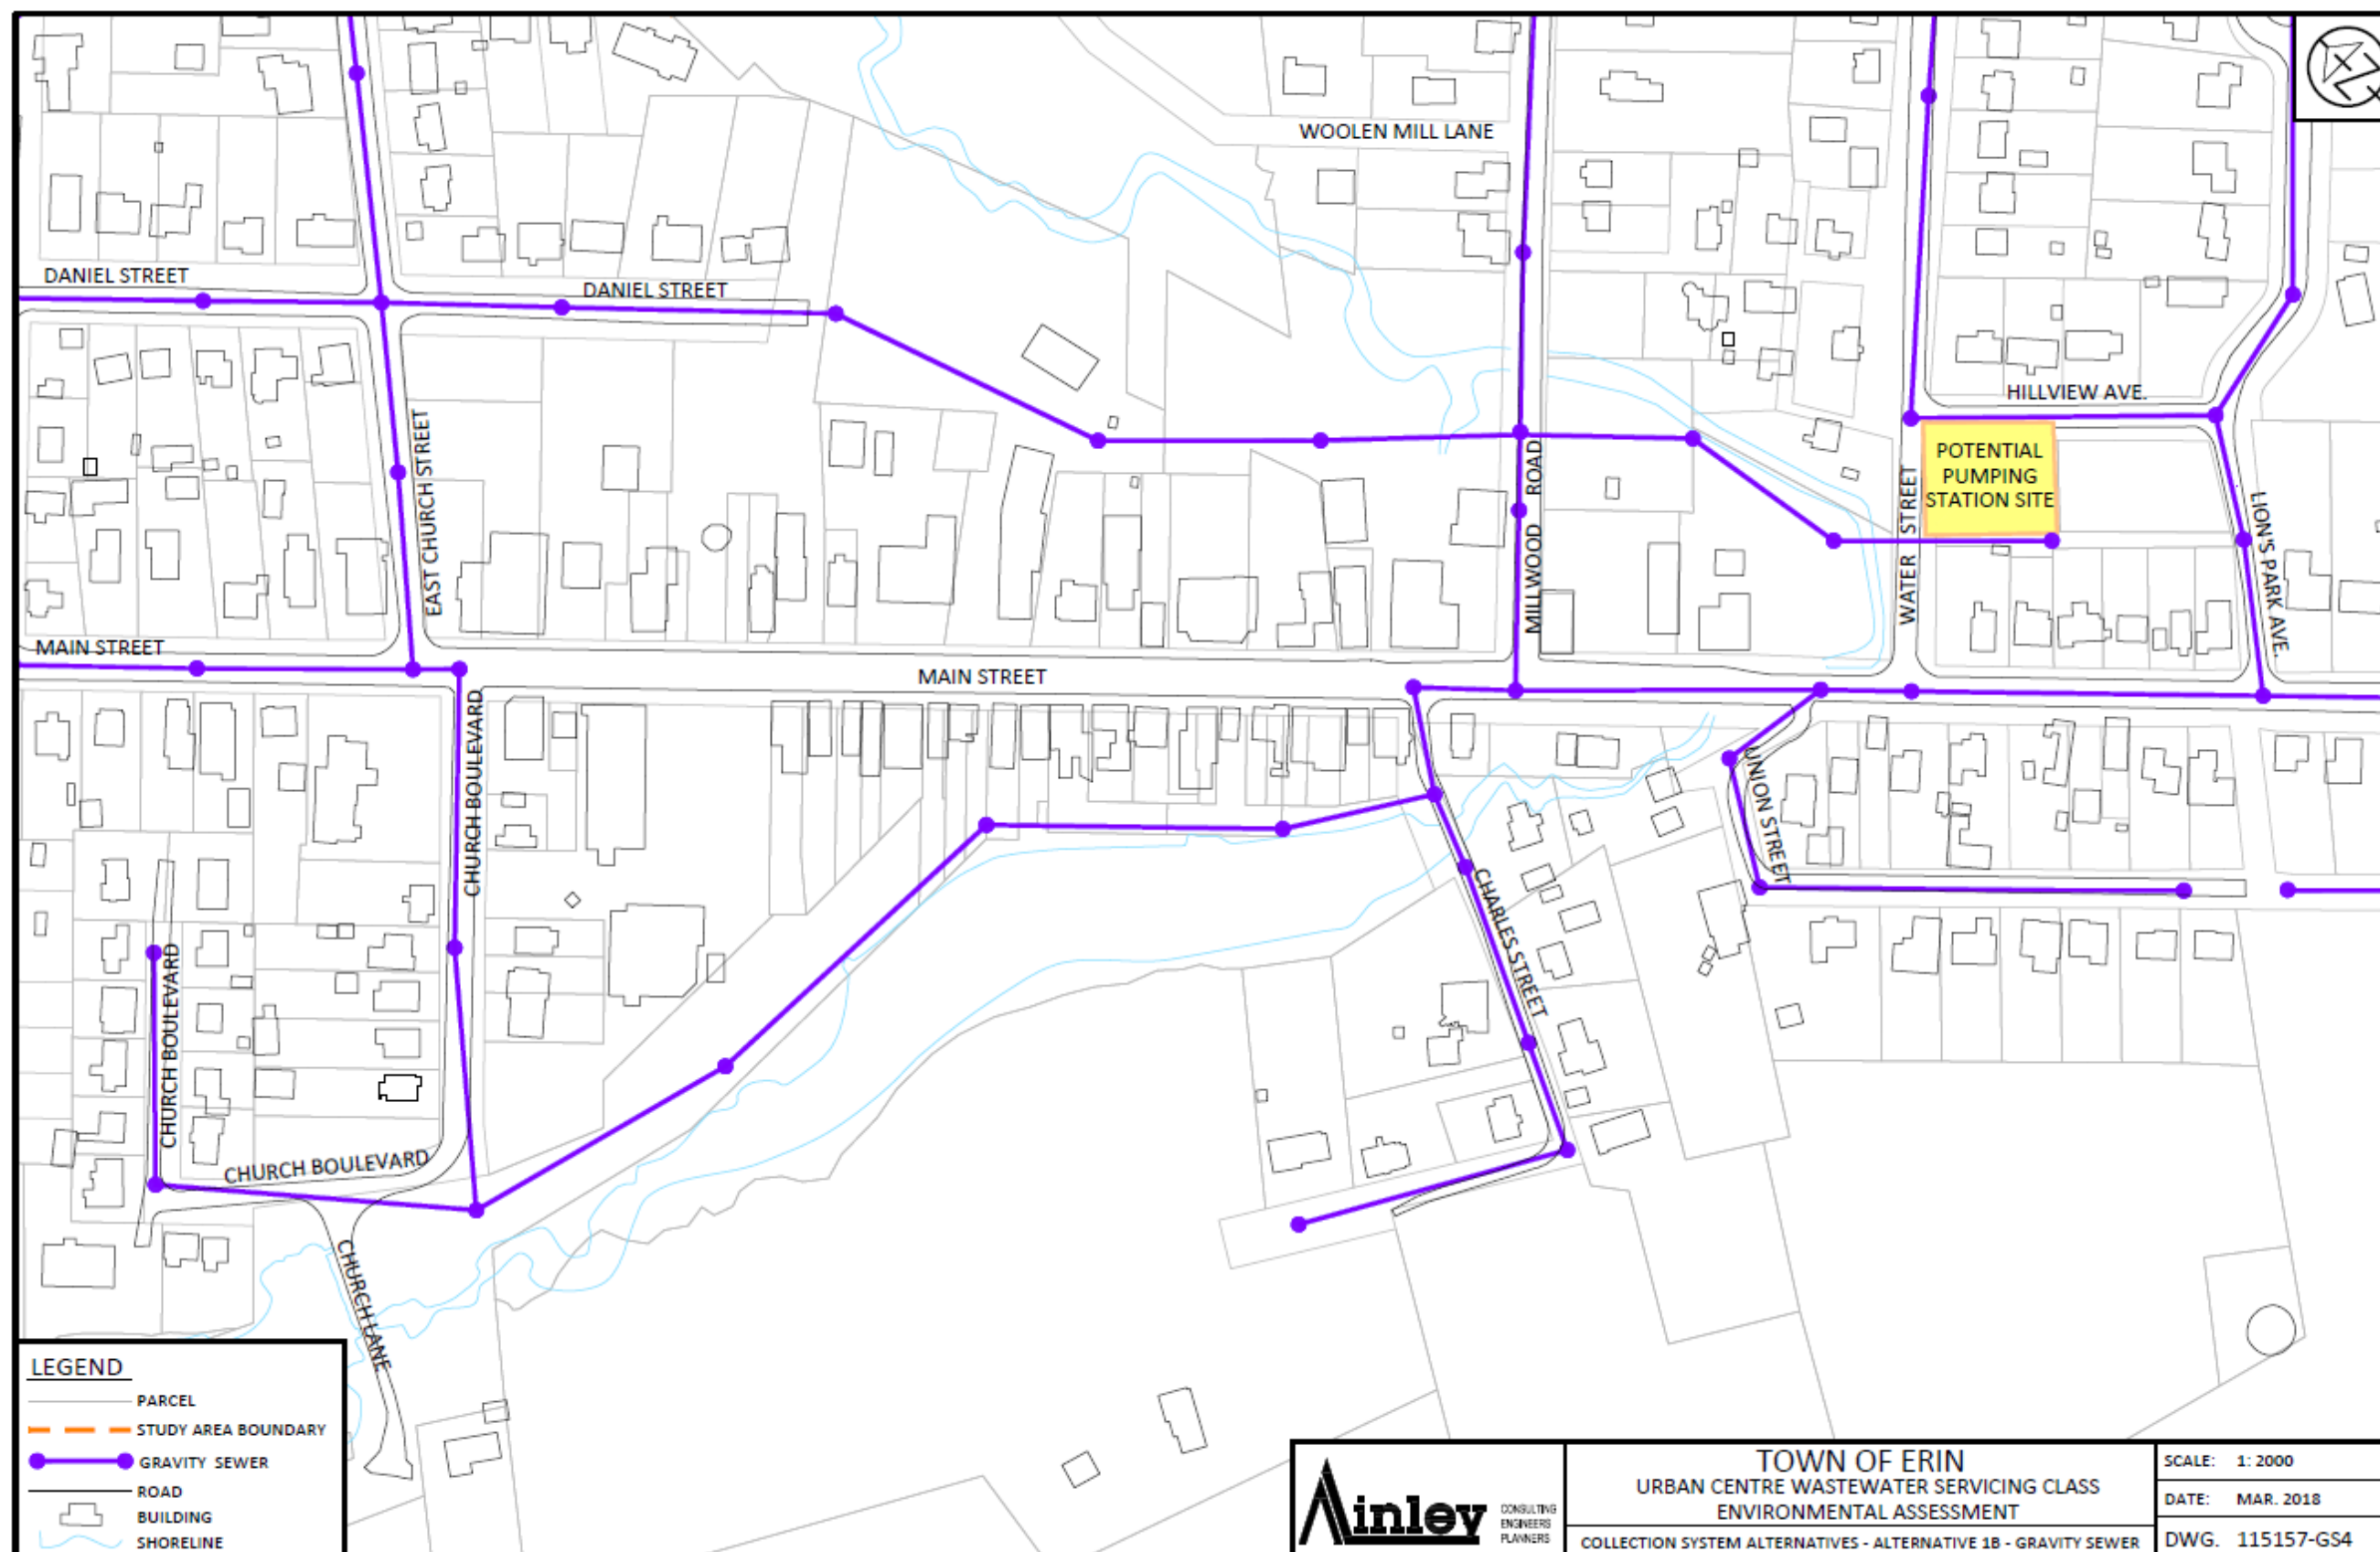 WOOLEN MILL LANE
DANIEL STREET
DANIEL STREET
HILLVIEW AVE.
EAST CHURCH STREET
MILLWOOD ROAD
WATER STREET
POTENTIAL
PUMPING
STATION SITE
LION'S PARK AVE.
MAIN STREET
MAIN STREET
CHURCH BOULEVARD
UNION STREET
CHARLES STREET
CHURCH BOULEVARD
CHURCH BOULEVARD
CHURCH LANE
LEGEND
PARCEL
STUDY AREA BOUNDARY
GRAVITY SEWER
ROAD
BUILDING
SHORELINE
Ainley
CONSULTING
ENGINEERS
PLANNERS
TOWN OF ERIN
URBAN CENTRE WASTEWATER SERVICING CLASS
ENVIRONMENTAL ASSESSMENT
COLLECTION SYSTEM ALTERNATIVES - ALTERNATIVE 1B - GRAVITY SEWER
SCALE: 1: 2000
DATE: MAR. 2018
DWG. 115157-GS4